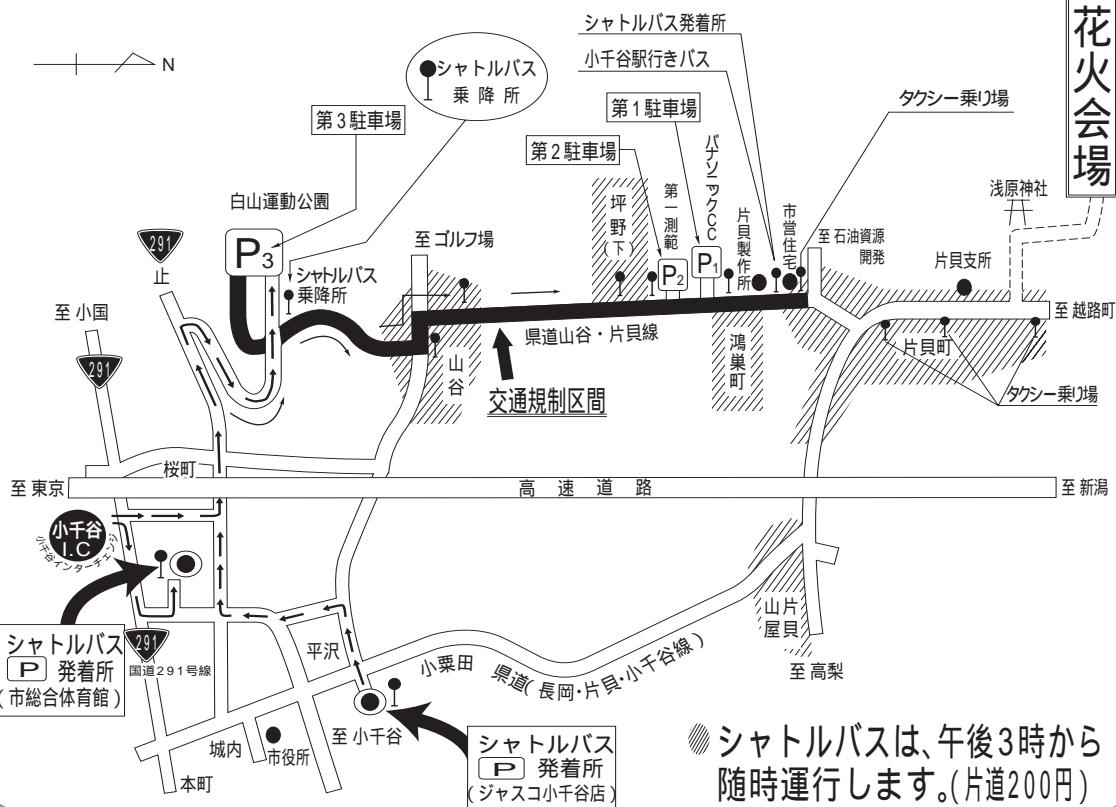 花火会場
シャトルバス発着所
小千谷駅行きバス
シャトルバス
乗降所
N
タクシー乗り場
第3駐車場
第1駐車場
第2駐車場
パナソニックCC
第一測範
坪野(下)
片貝製作所
市営住宅
浅原神社
白山運動公園
291
止
P3
シャトルバス
乗降所
至 ゴルフ場
P2
P1
至 石油資源
開発
片貝支所
至 越路町
至 小国
291
県道山谷・片貝線
鴻巣町
片貝町
山谷
交通規制区間
タクシー乗り場
桜町
至 東京
高速道路
至 新潟
小千谷
I.C
小千谷インターチェンジ
シャトルバス
P 発着所
(市総合体育館)
291
国道291号線
平沢
小粟田
県道(長岡・片貝・小千谷線)
山屋
片貝
至 高梨
至 小千谷
城内
市役所
本町
シャトルバス
P 発着所
(ジャスコ小千谷店)
シャトルバスは、午後3時から
随時運行します。(片道200円)